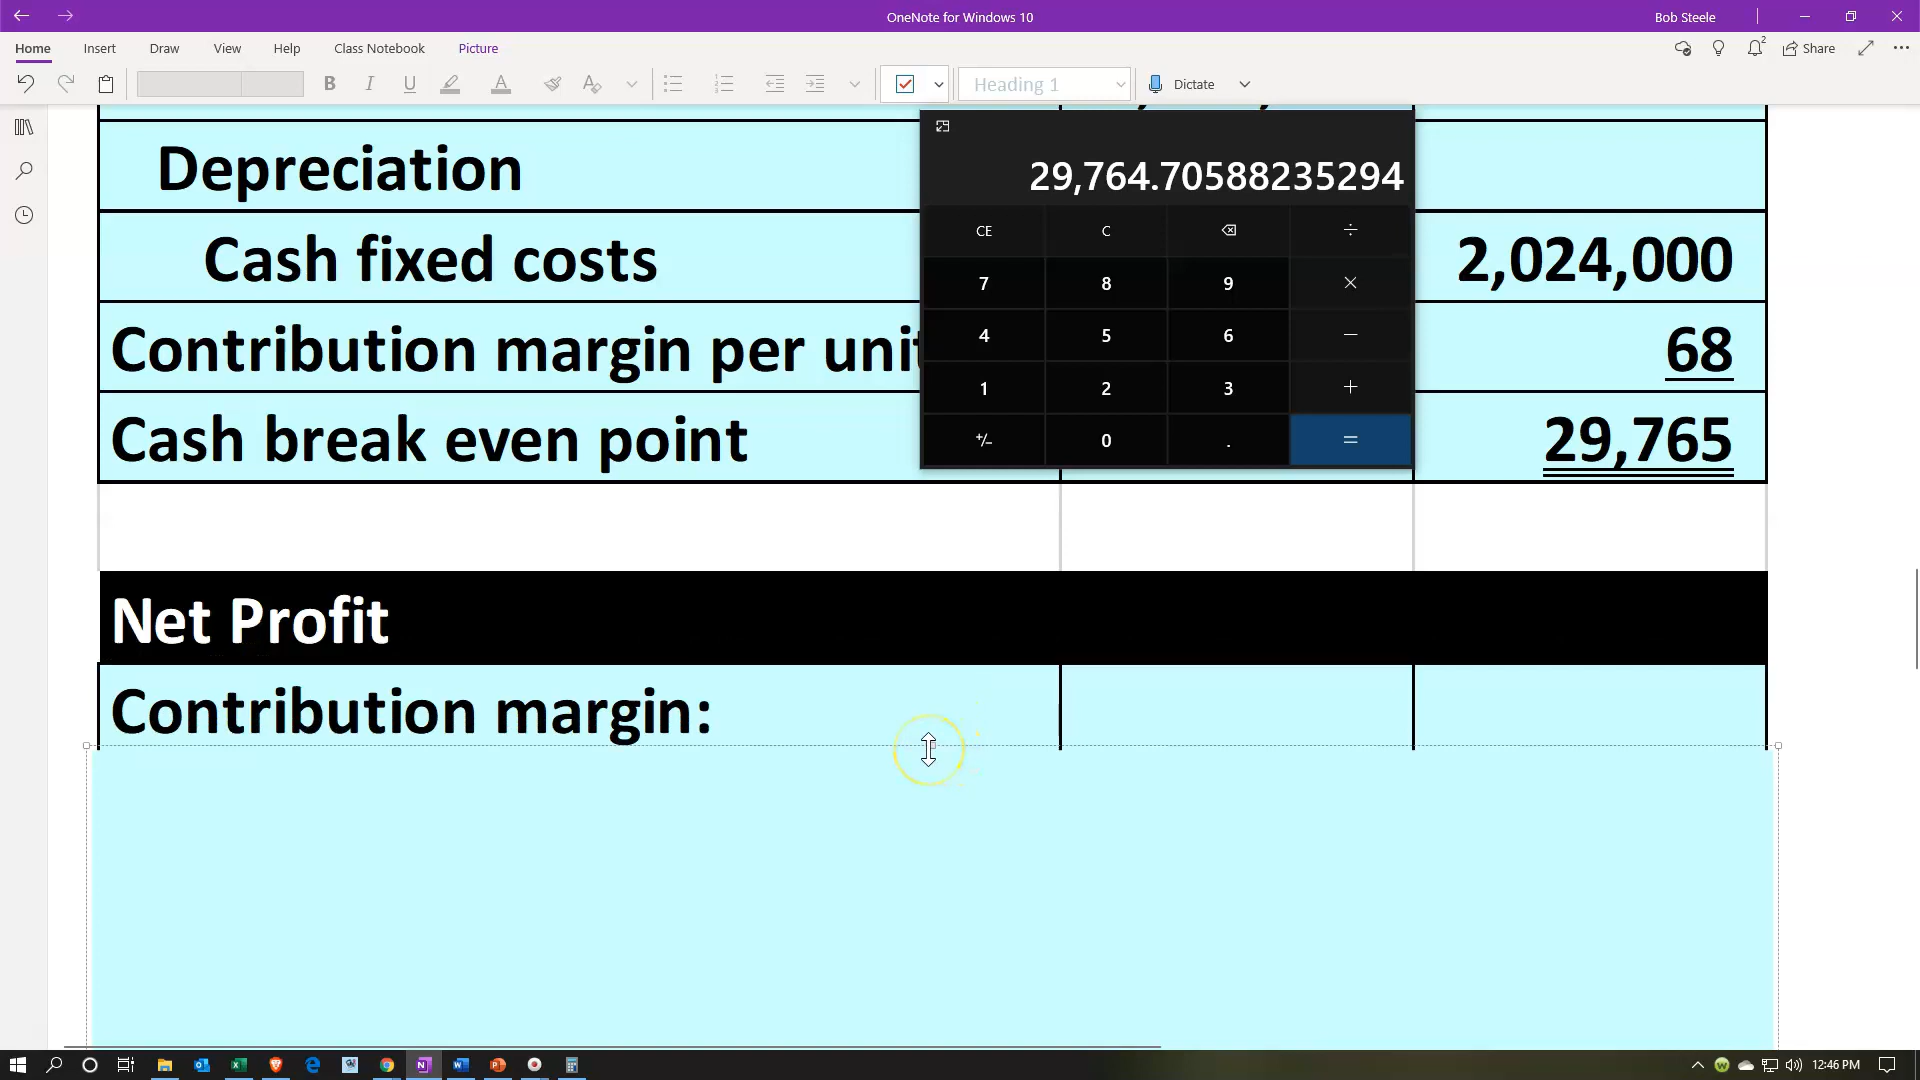 OneNote for Windows 10
Bob Steele
Home Insert Draw View Help Class Notebook Picture
2
Share
B I U A A Heading 1 Dictate
29,764.70588235294
CE C ÷
7 8 9 ×
4 5 6 −
1 2 3 +
+/− 0 . =
Depreciation
Cash fixed costs 2,024,000
Contribution margin per unit 68
Cash break even point 29,765
Net Profit
Contribution margin:
12:46 PM